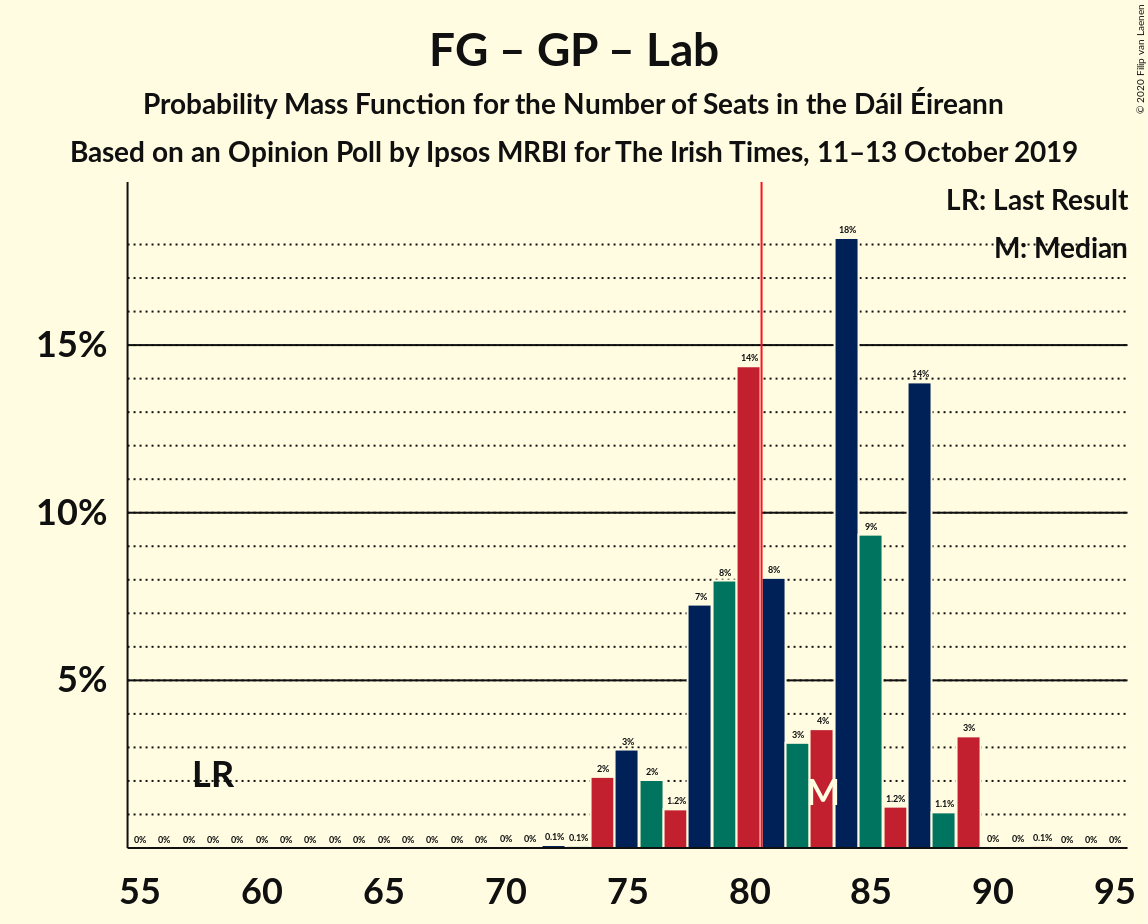 FG – GP – Lab
Probability Mass Function for the Number of Seats in the Dáil Éireann
Based on an Opinion Poll by Ipsos MRBI for The Irish Times, 11–13 October 2019
© 2020 Filip van Laenen
LR: Last Result
M: Median
18%
15%
14%
14%
10%
9%
8%
8%
7%
5%
4%
3%
3%
3%
2%
2%
1.2%
1.2%
1.1%
LR
M
0% 0% 0% 0% 0% 0% 0% 0% 0% 0% 0% 0% 0% 0% 0% 0% 0% 0.1% 0.1% 0% 0% 0.1% 0% 0% 0%
55 60 65 70 75 80 85 90 95